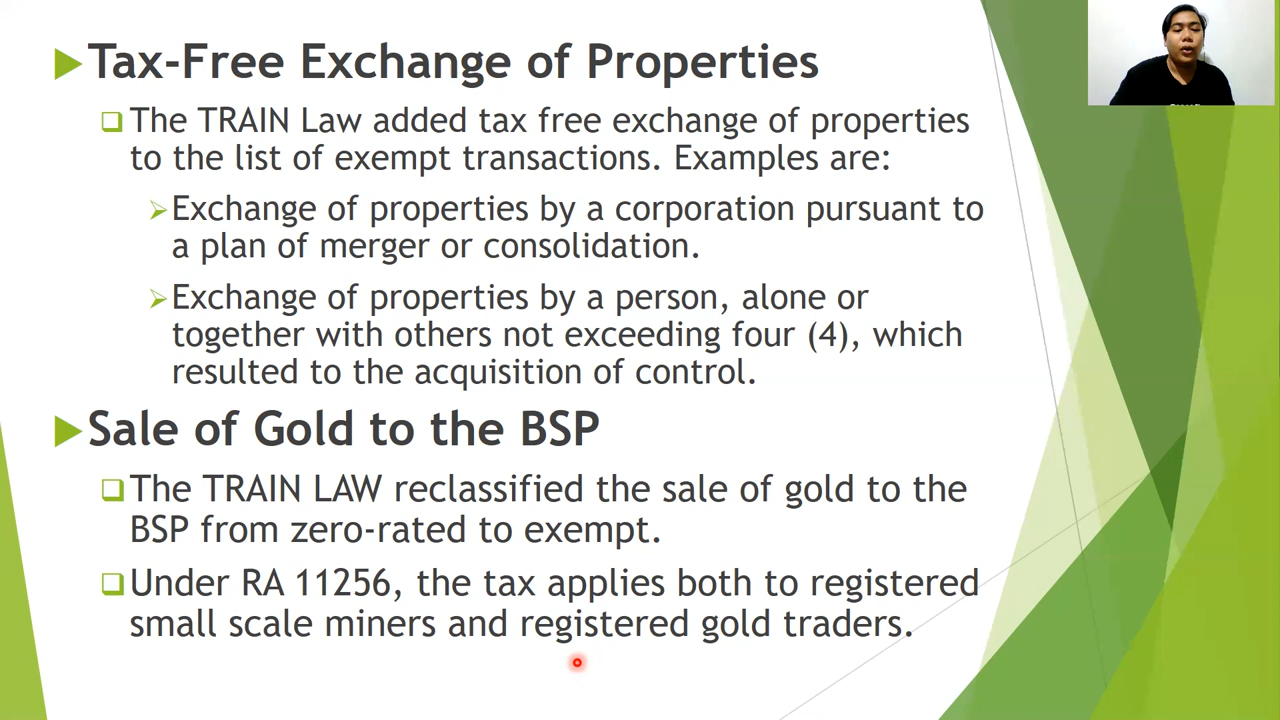 Tax-Free Exchange of Properties
The TRAIN Law added tax free exchange of properties
to the list of exempt transactions. Examples are:
Exchange of properties by a corporation pursuant to
a plan of merger or consolidation.
Exchange of properties by a person, alone or
together with others not exceeding four (4), which
resulted to the acquisition of control.
Sale of Gold to the BSP
The TRAIN LAW reclassified the sale of gold to the
BSP from zero-rated to exempt.
Under RA 11256, the tax applies both to registered
small scale miners and registered gold traders.